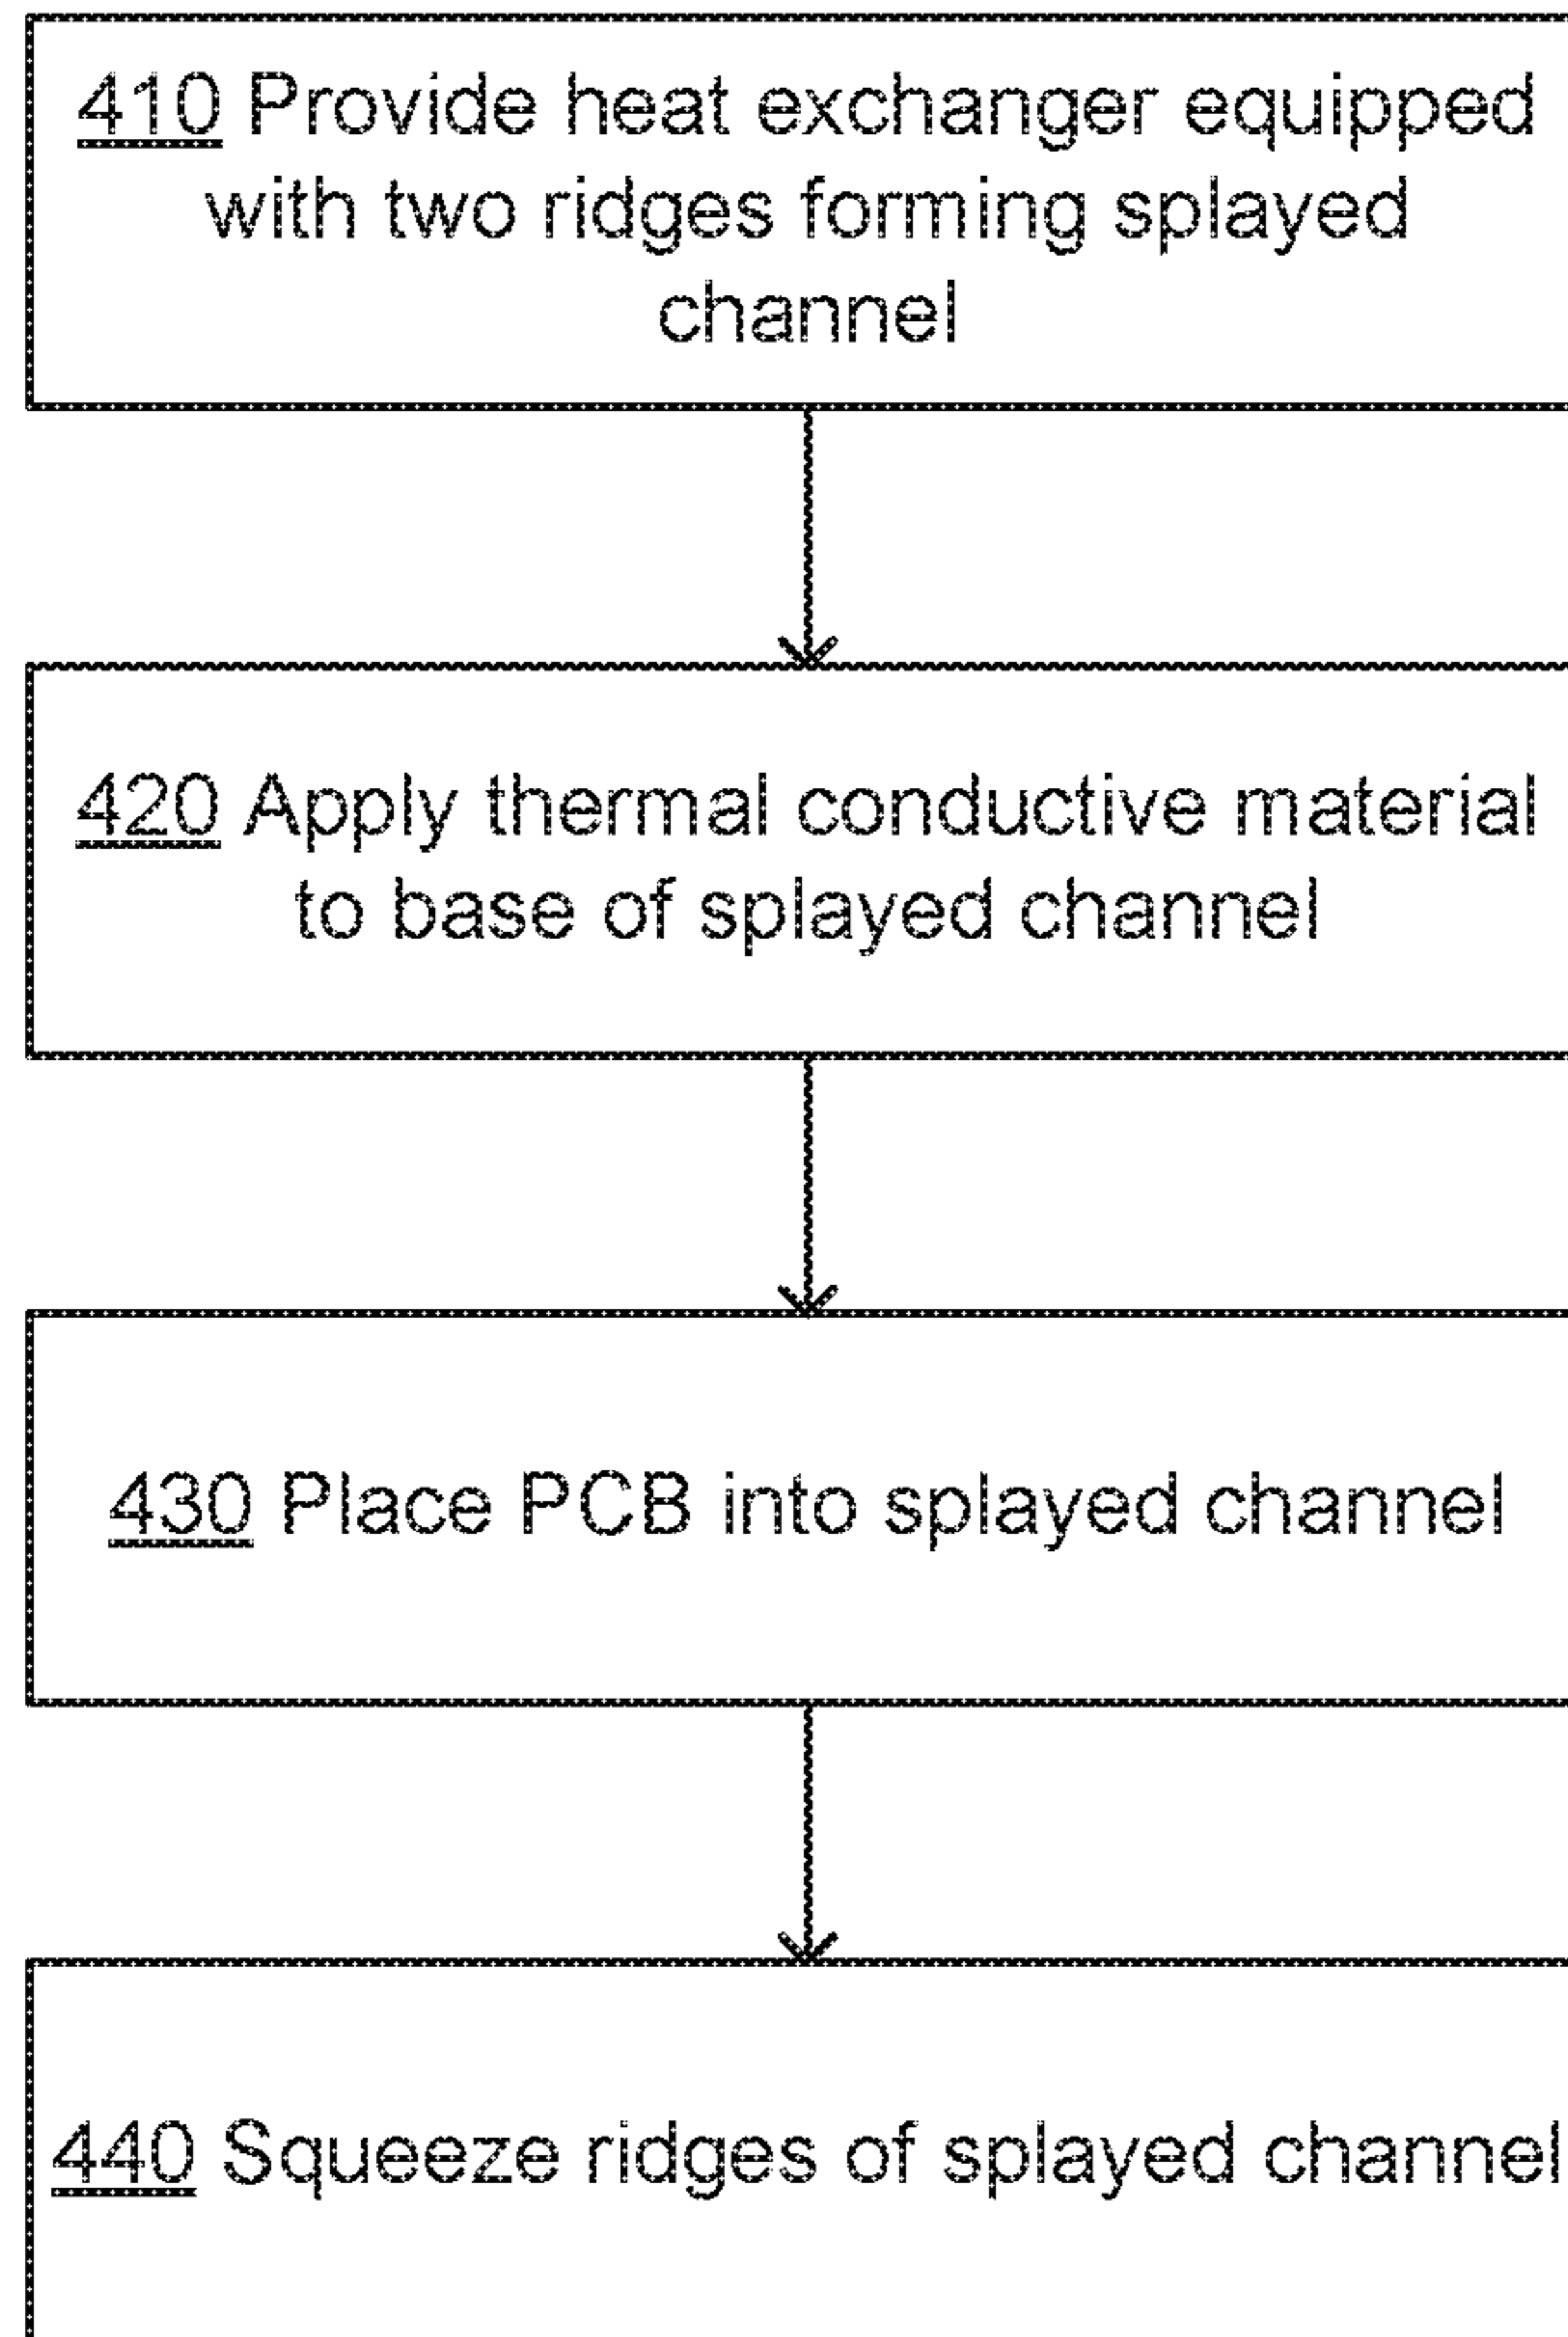 410 Provide heat exchanger equipped
with two ridges forming splayed
channel
420 Apply thermal conductive material
to base of splayed channel
430 Place PCB into splayed channel
440 Squeeze ridges of splayed channel